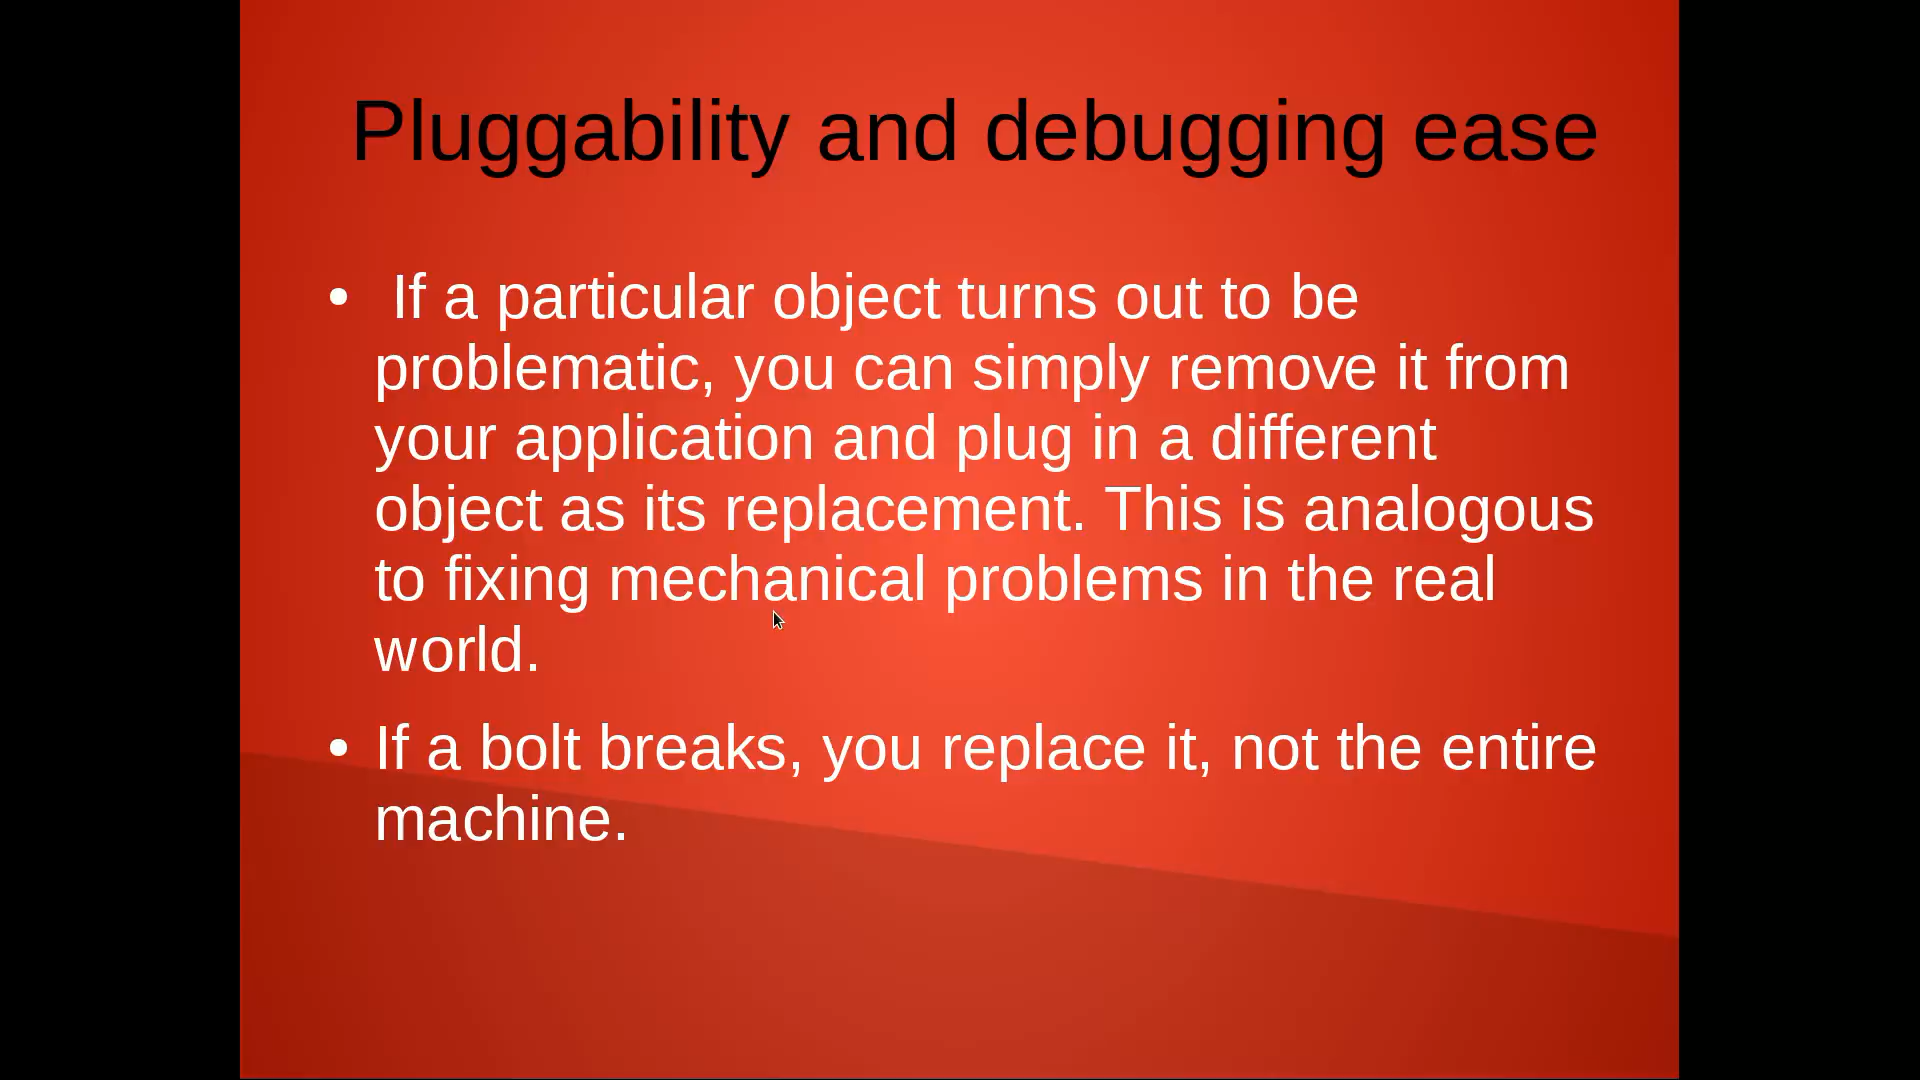 Pluggability and debugging ease
• If a particular object turns out to be
problematic, you can simply remove it from
your application and plug in a different
object as its replacement. This is analogous
to fixing mechanical problems in the real
world.
• If a bolt breaks, you replace it, not the entire
machine.